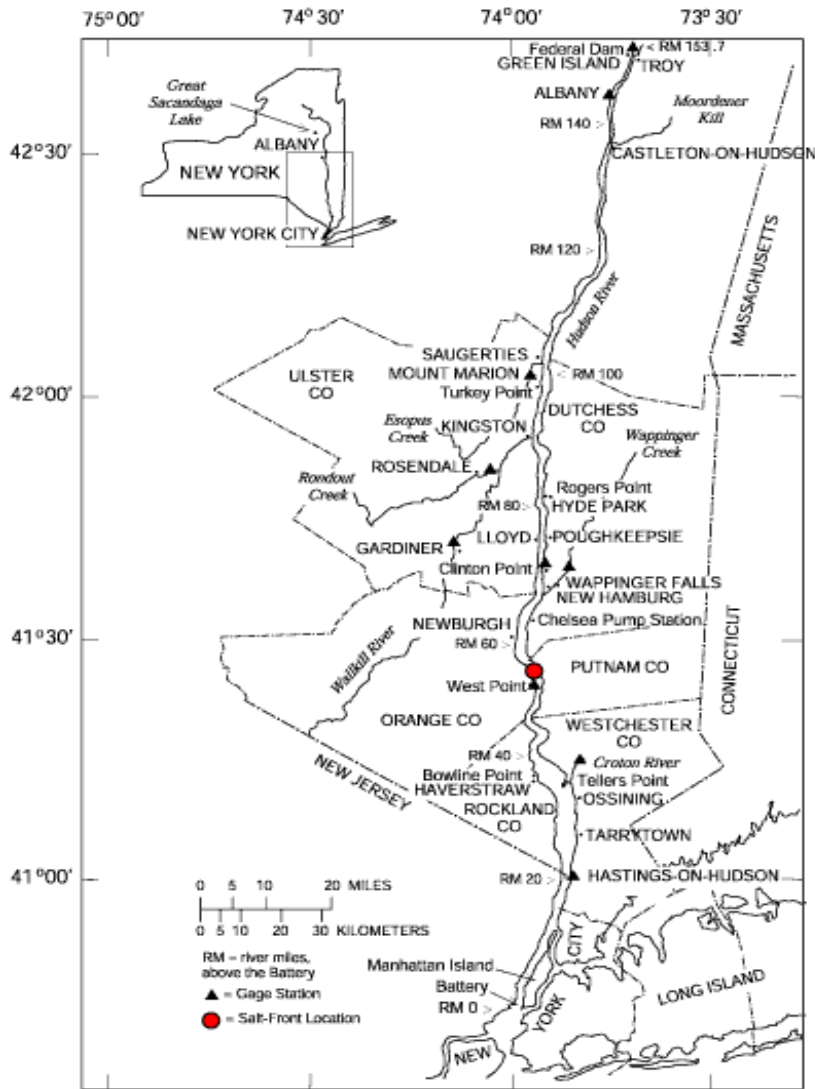 75°00'
74°30'
74°00'
73°30'
Federal Dam
< RM 153.7
GREEN ISLAND
TROY
Great
Sacandaga
Lake
ALBANY
Moordener
Kill
RM 140
ALBANY
42°30'
CASTLETON-ON-HUDSON
NEW YORK
NEW YORK CITY
RM 120 >
MASSACHUSETTS
Hudson River
SAUGERTIES
MOUNT MARION
< RM 100
ULSTER
CO
42°00'
Turkey Point
DUTCHESS
CO
Esopus
Creek
KINGSTON
Wappinger
Creek
ROSENDALE
Rondout
Creek
Rogers Point
RM 80 >
HYDE PARK
GARDINER
LLOYD
POUGHKEEPSIE
Clinton Point
WAPPINGER FALLS
NEW HAMBURG
NEWBURGH
Chelsea Pump Station
41°30'
RM 60 >
Wallkill River
PUTNAM CO
CONNECTICUT
West Point
ORANGE CO
WESTCHESTER
CO
RM 40 >
Croton River
NEW JERSEY
Bowline Point
Tellers Point
HAVERSTRAW
OSSINING
ROCKLAND
CO
TARRYTOWN
41°00'
RM 20 >
HASTINGS-ON-HUDSON
0 5 10 20 MILES
0 5 10 20 30 KILOMETERS
RM = river miles,
above the Battery
▲ = Gage Station
= Salt-Front Location
Manhattan Island
Battery
RM 0 >
NEW
YORK
CITY
LONG ISLAND